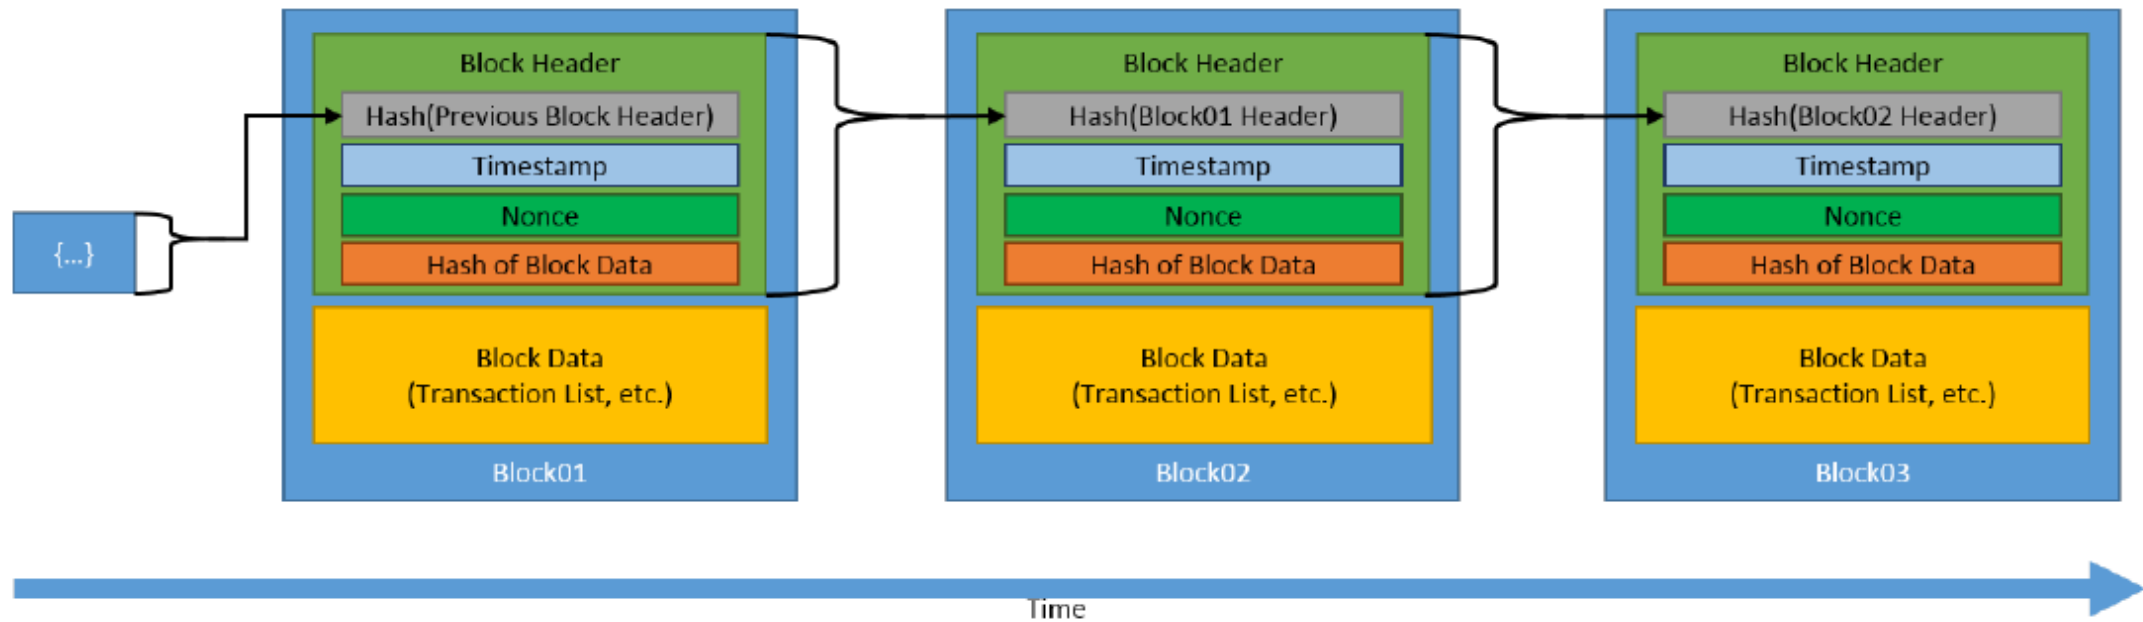 {...}
Block Header
Hash(Previous Block Header)
Timestamp
Nonce
Hash of Block Data
Block Data
(Transaction List, etc.)
Block01
Block Header
Hash(Block01 Header)
Timestamp
Nonce
Hash of Block Data
Block Data
(Transaction List, etc.)
Block02
Block Header
Hash(Block02 Header)
Timestamp
Nonce
Hash of Block Data
Block Data
(Transaction List, etc.)
Block03
Time